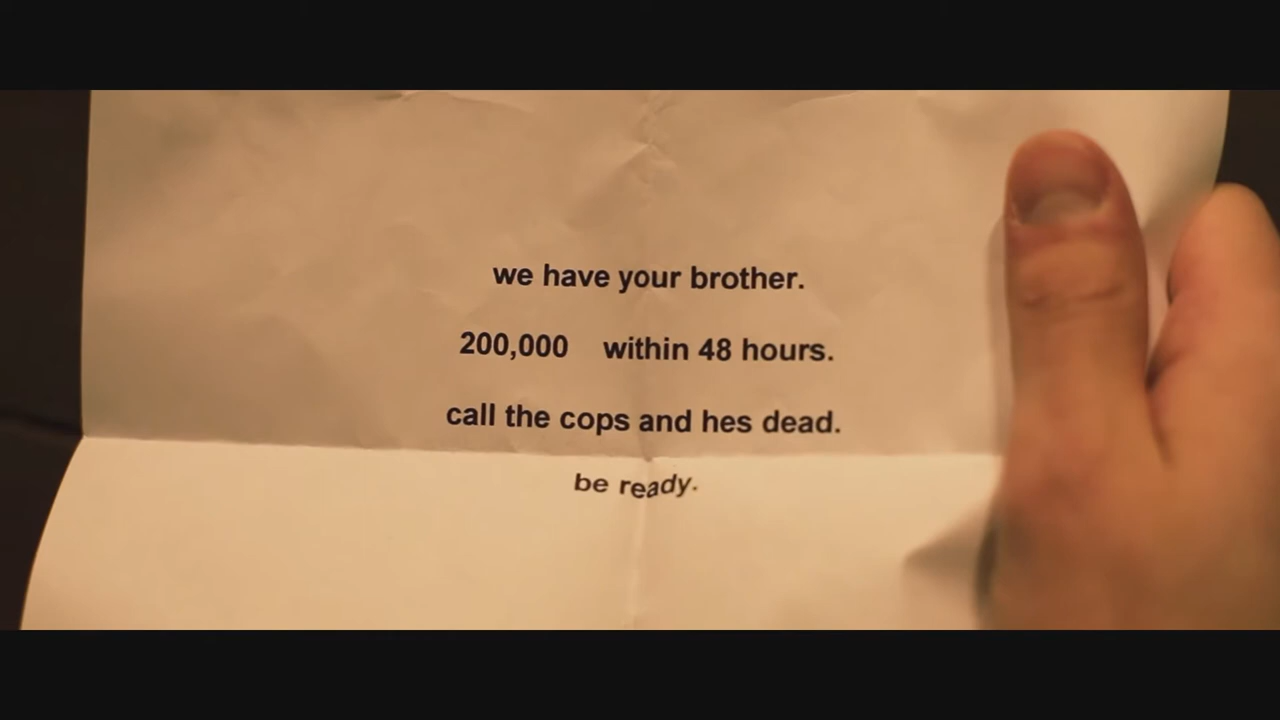 we have your brother.
200,000 within 48 hours.
call the cops and hes dead.
be ready.